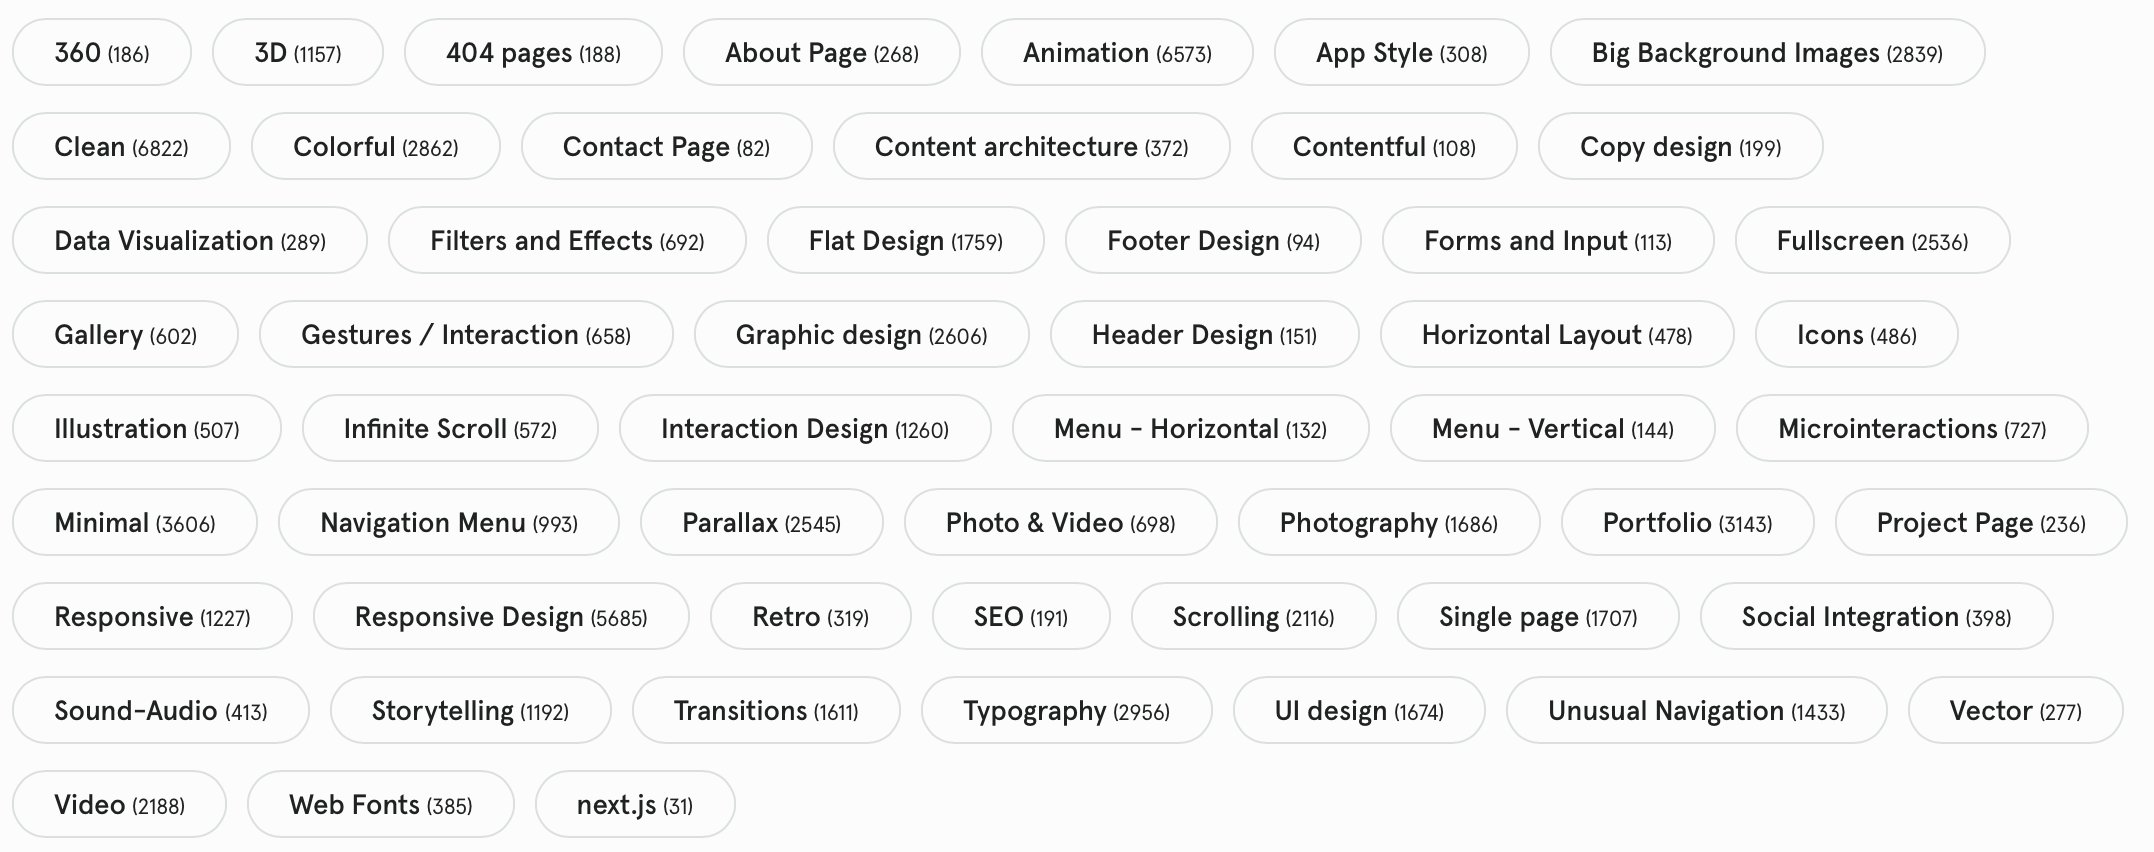 360 (186) 3D (1157) 404 pages (188) About Page (268) Animation (6573) App Style (308) Big Background Images (2839)
Clean (6822) Colorful (2862) Contact Page (82) Content architecture (372) Contentful (108) Copy design (199)
Data Visualization (289) Filters and Effects (692) Flat Design (1759) Footer Design (94) Forms and Input (113) Fullscreen (2536)
Gallery (602) Gestures / Interaction (658) Graphic design (2606) Header Design (151) Horizontal Layout (478) Icons (486)
Illustration (507) Infinite Scroll (572) Interaction Design (1260) Menu - Horizontal (132) Menu - Vertical (144) Microinteractions (727)
Minimal (3606) Navigation Menu (993) Parallax (2545) Photo & Video (698) Photography (1686) Portfolio (3143) Project Page (236)
Responsive (1227) Responsive Design (5685) Retro (319) SEO (191) Scrolling (2116) Single page (1707) Social Integration (398)
Sound-Audio (413) Storytelling (1192) Transitions (1611) Typography (2956) UI design (1674) Unusual Navigation (1433) Vector (277)
Video (2188) Web Fonts (385) next.js (31)